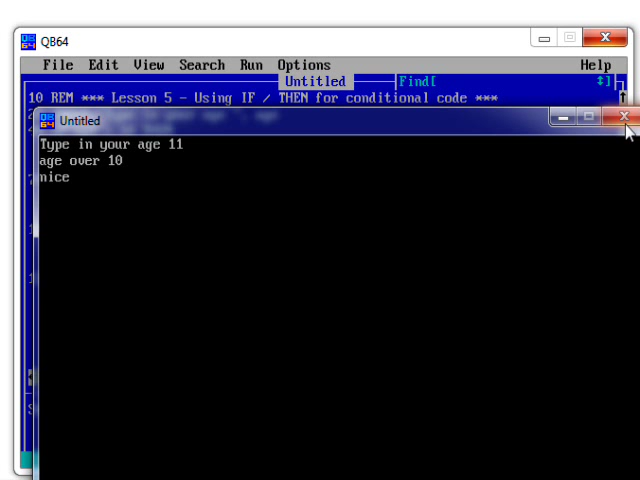 QB64
File Edit View Search Run Options Help
Untitled Find[
10 REM *** Lesson 5 - Using IF / THEN for conditional code ***
Untitled
Type in your age 11
age over 10
nice